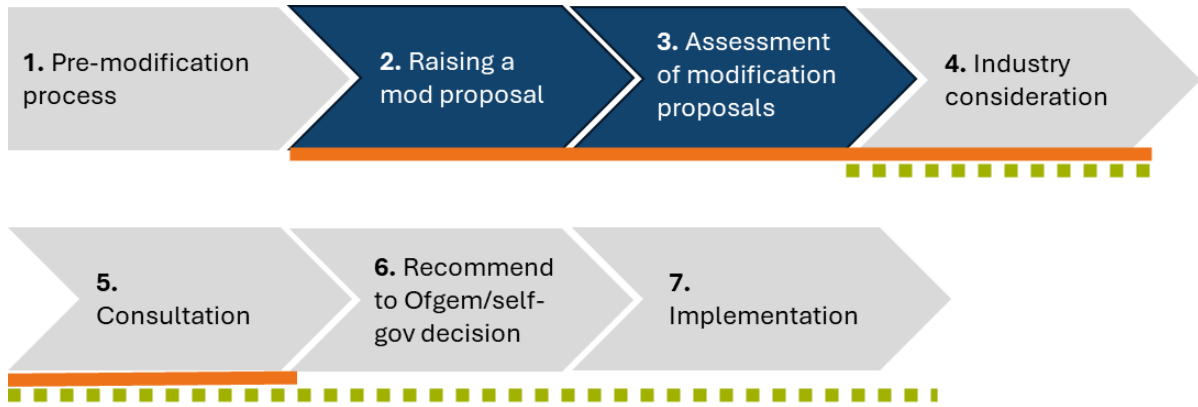 1. Pre-modification
process
2. Raising a
mod proposal
3. Assessment
of modification
proposals
4. Industry
consideration
5.
Consultation
6. Recommend
to Ofgem/self-
gov decision
7.
Implementation